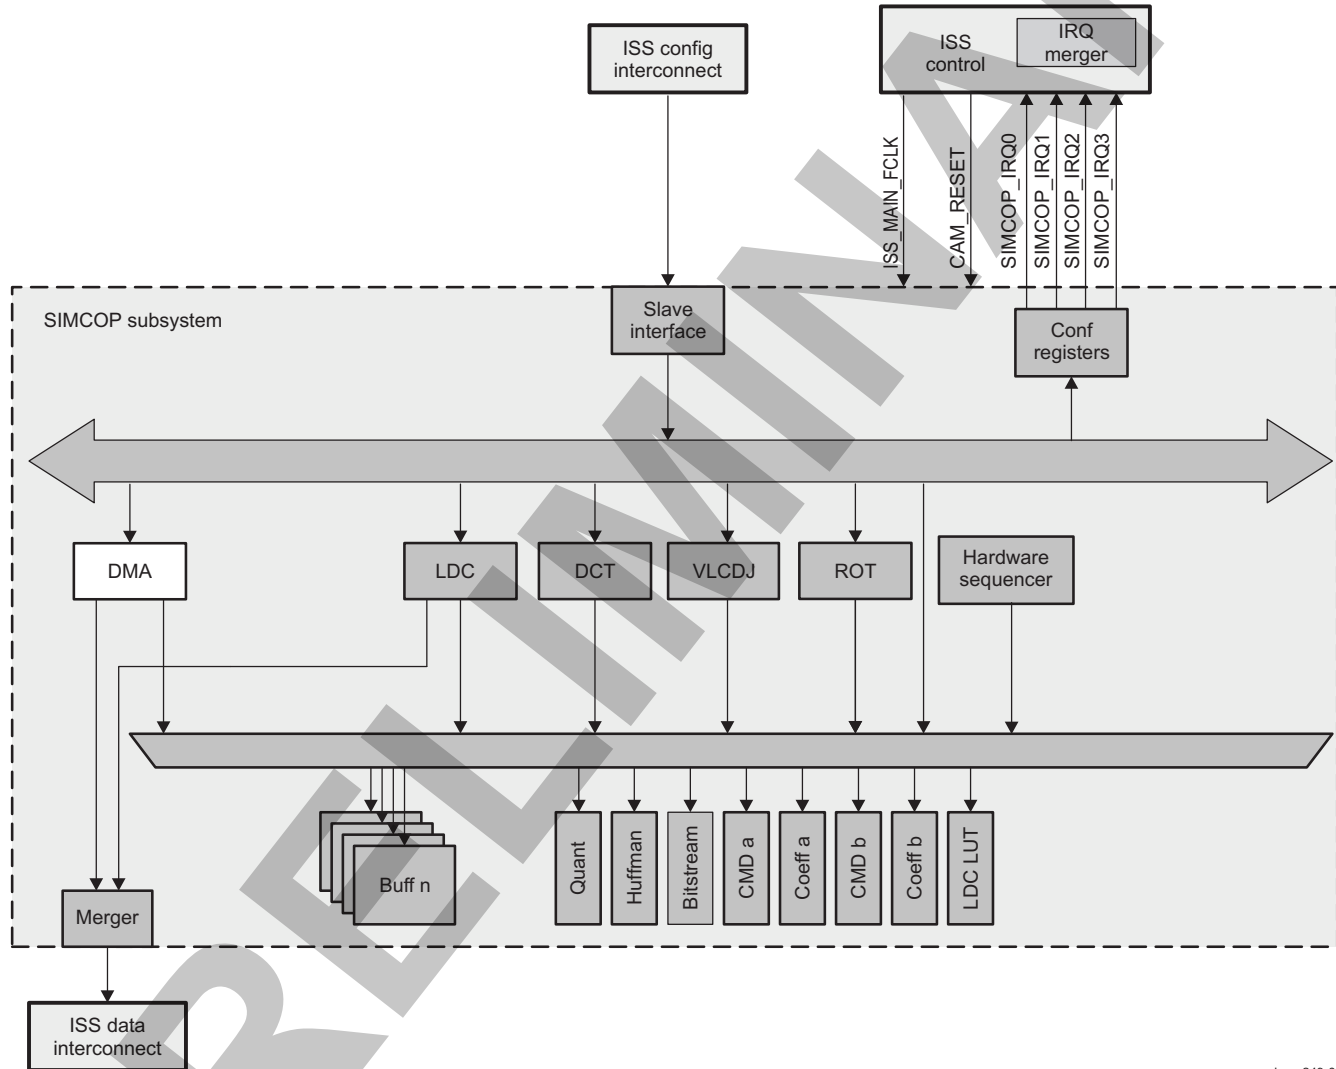 ISS config
interconnect
ISS
control
IRQ
merger
ISS_MAIN_FCLK
CAM_RESET
SIMCOP_IRQ0
SIMCOP_IRQ1
SIMCOP_IRQ2
SIMCOP_IRQ3
SIMCOP subsystem
Slave
interface
Conf
registers
DMA
LDC
DCT
VLCDJ
ROT
Hardware
sequencer
Buff n
Quant
Huffman
Bitstream
CMD a
Coeff a
CMD b
Coeff b
LDC LUT
Merger
ISS data
interconnect